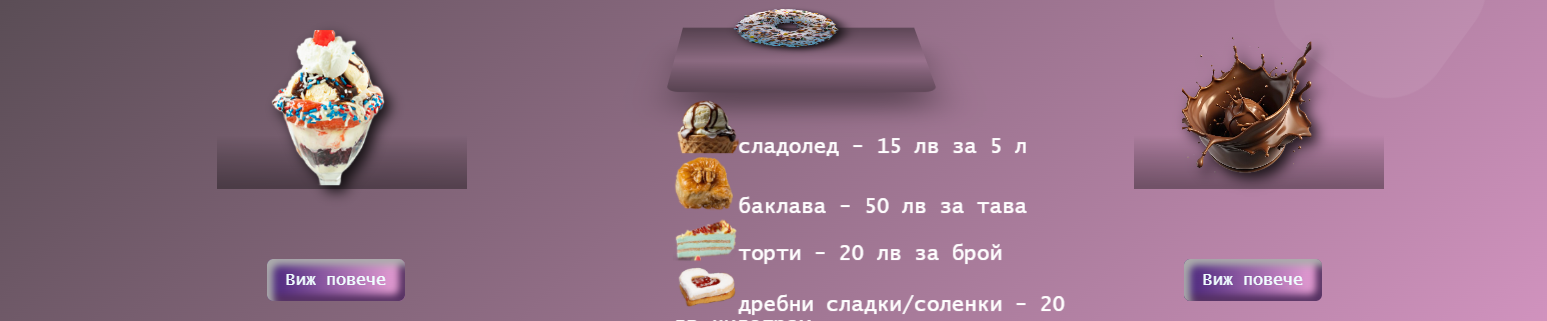 сладолед - 15 лв за 5 л
баклава - 50 лв за тава
торти - 20 лв за брой
Виж повече
Виж повече
дребни сладки/соленки - 20